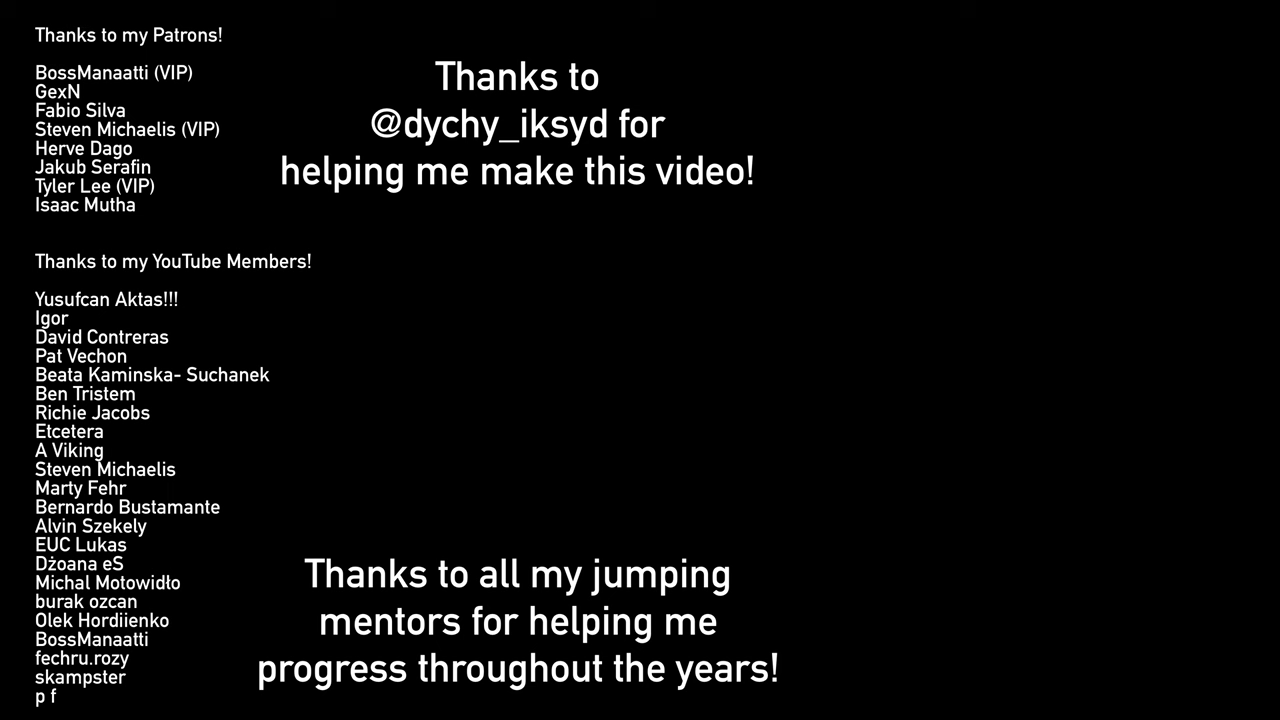 Thanks to my Patrons!
BossManaatti (VIP)
GexN
Fabio Silva
Steven Michaelis (VIP)
Herve Dago
Jakub Serafin
Tyler Lee (VIP)
Isaac Mutha
Thanks to my YouTube Members!
Yusufcan Aktas!!!
Igor
David Contreras
Pat Vechon
Beata Kaminska- Suchanek
Ben Tristem
Richie Jacobs
Etcetera
A Viking
Steven Michaelis
Marty Fehr
Bernardo Bustamante
Alvin Szekely
EUC Lukas
Dżoana eS
Michal Motowidło
burak ozcan
Olek Hordiienko
BossManaatti
fechru.rozy
skampster
p f
Thanks to
@dychy_iksyd for
helping me make this video!
Thanks to all my jumping
mentors for helping me
progress throughout the years!